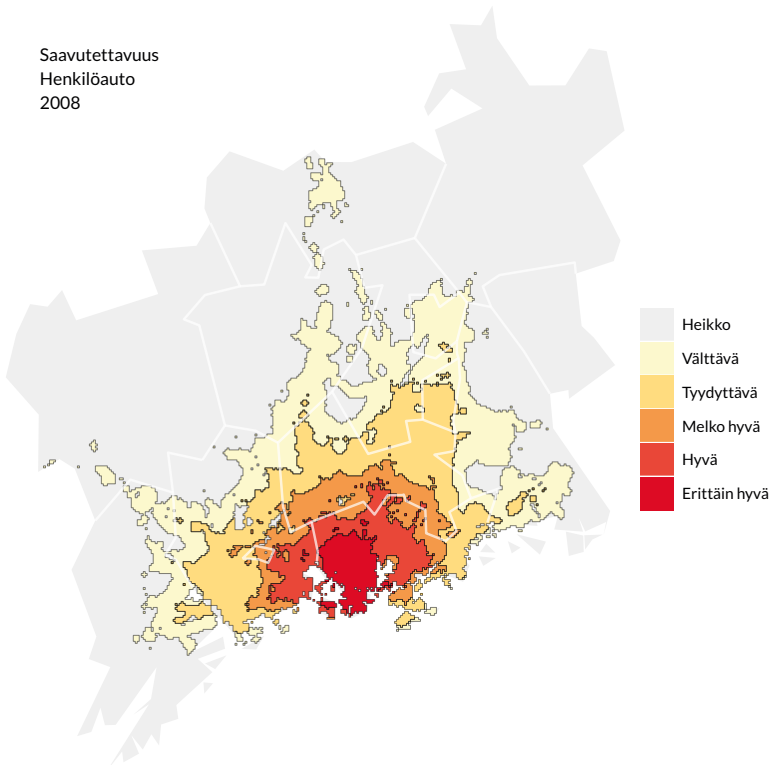 Saavutettavuus
Henkilöauto
2008
Heikko
Välttävä
Tyydyttävä
Melko hyvä
Hyvä
Erittäin hyvä